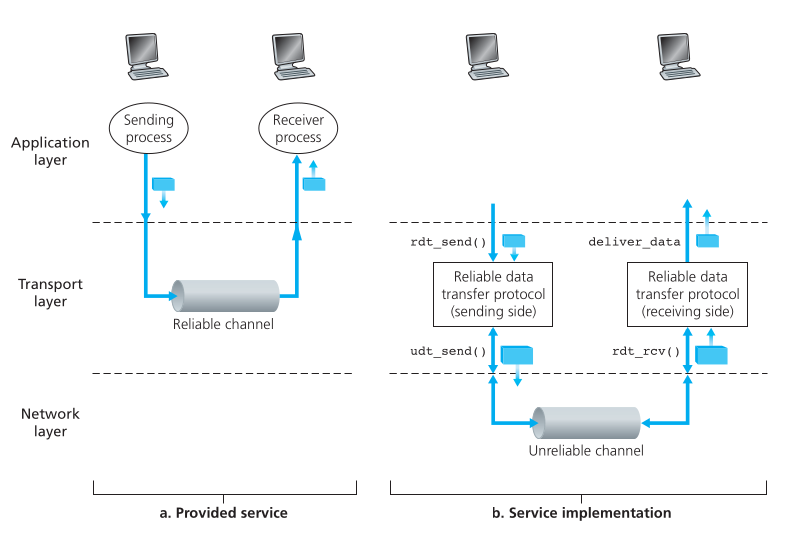 Sending
process
Receiver
process
Application
layer
rdt_send()
deliver_data
Transport
layer
Reliable data
transfer protocol
(sending side)
Reliable data
transfer protocol
(receiving side)
Reliable channel
udt_send()
rdt_rcv()
Network
layer
Unreliable channel
a. Provided service
b. Service implementation